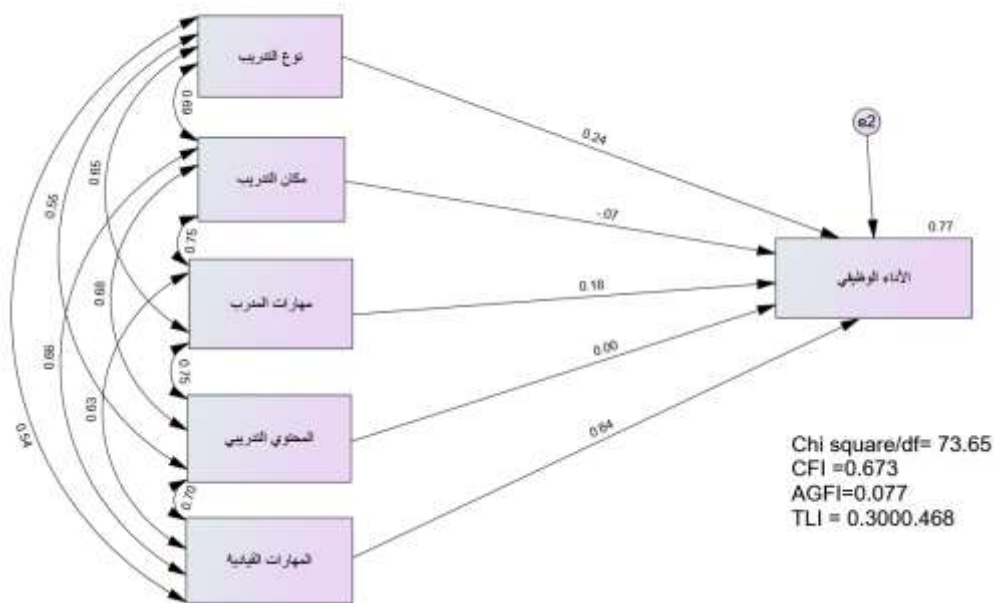 نوع التدريب
0.69
مكان التدريب
0.65
0.55
0.75
مهارات المدرب
0.68
0.66
0.63
0.75
المحتوي التدريبي
0.54
0.70
المهارات القيادية
0.24
-.07
0.18
0.00
0.64
e2
0.77
الأداء الوظيفي
Chi square/df= 73.65
CFI =0.673
AGFI=0.077
TLI = 0.3000.468